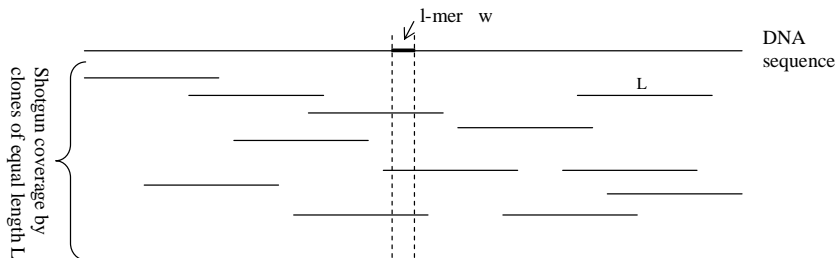 l-mer w
DNA
sequence
L
Shotgun coverage by
clones of equal length L